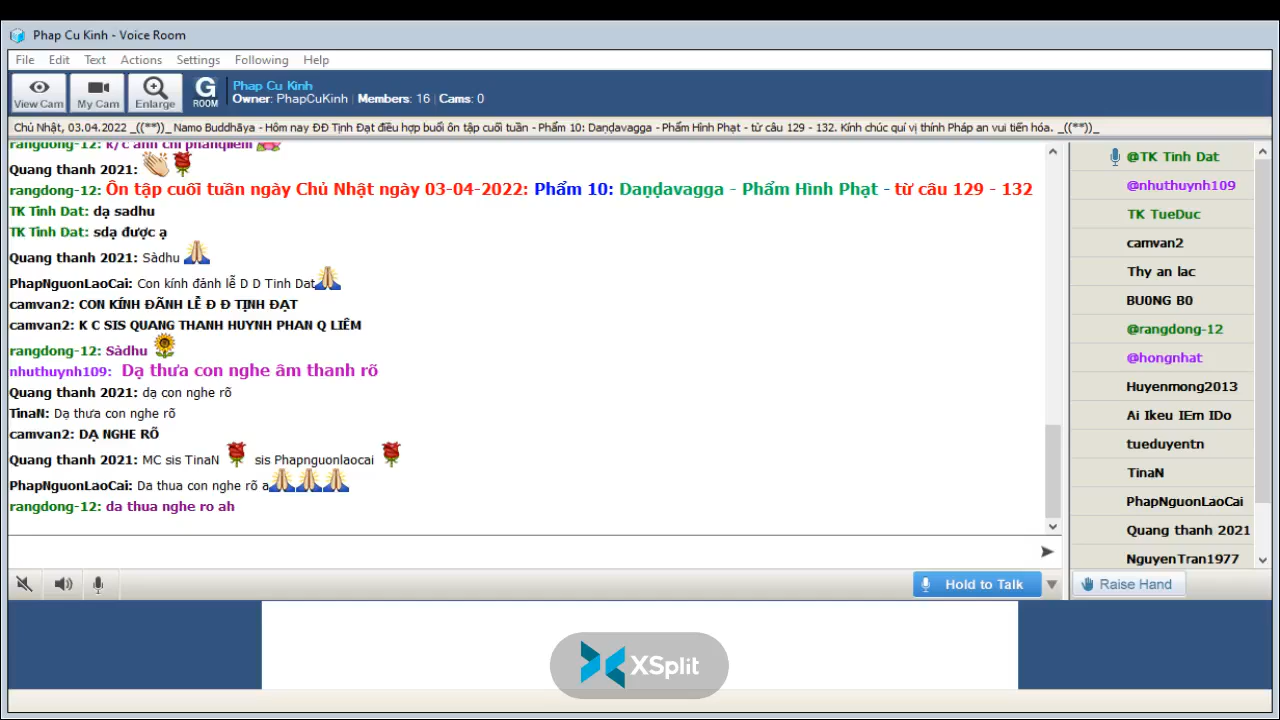 Phap Cu Kinh - Voice Room
File Edit Text Actions Settings Following Help
View Cam My Cam Enlarge G ROOM Phap Cu Kinh
Owner: PhapCuKinh | Members: 16 | Cams: 0
Chủ Nhật, 03.04.2022 _((**))_ Namo Buddhāya - Hôm nay ĐĐ Tịnh Đạt điều hợp buổi ôn tập cuối tuần - Phẩm 10: Daṇḍavagga - Phẩm Hình Phạt - từ câu 129 - 132. Kính chúc quí vị thính Pháp an vui tiến hóa. _((**))_
rangdong-12: k/c anh chi phanqliem
Quang thanh 2021:
rangdong-12: Ôn tập cuối tuần ngày Chủ Nhật ngày 03-04-2022: Phẩm 10: Daṇḍavagga - Phẩm Hình Phạt - từ câu 129 - 132
TK Tinh Dat: dạ sadhu
TK Tinh Dat: sdạ được ạ
Quang thanh 2021: Sàdhu
PhapNguonLaoCai: Con kính đảnh lễ D D Tinh Dat
camvan2: CON KÍNH ĐÃNH LỄ Đ Đ TỊNH ĐẠT
camvan2: K C SIS QUANG THANH HUYNH PHAN Q LIÊM
rangdong-12: Sàdhu
nhuthuynh109: Dạ thưa con nghe âm thanh rõ
Quang thanh 2021: dạ con nghe rõ
TinaN: Dạ thưa con nghe rõ
camvan2: DẠ NGHE RÕ
Quang thanh 2021: MC sis TinaN sis Phapnguonlaocai
PhapNguonLaoCai: Da thua con nghe rõ a
rangdong-12: da thua nghe ro ah
@TK Tinh Dat
@nhuthuynh109
TK TueDuc
camvan2
Thy an lac
BU0NG B0
@rangdong-12
@hongnhat
Huyenmong2013
Ai Ikeu IEm IDo
tueduyentn
TinaN
PhapNguonLaoCai
Quang thanh 2021
NguyenTran1977
Hold to Talk
Raise Hand
XSplit